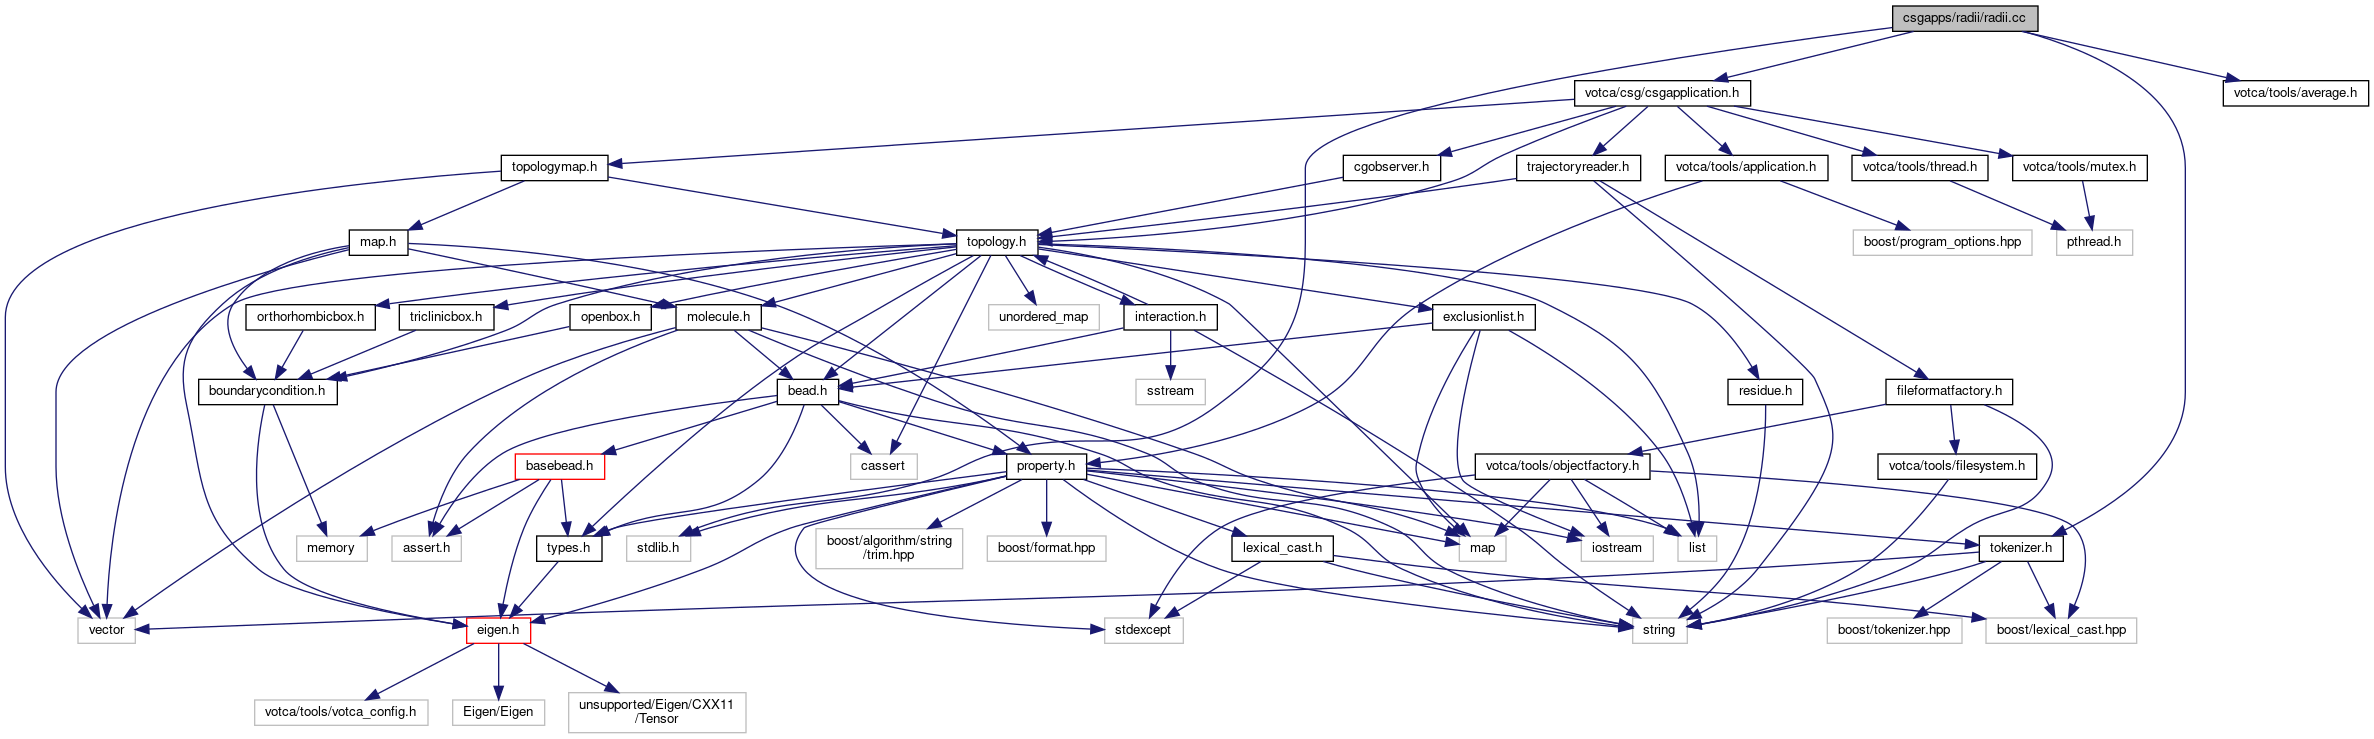 csgapps/radii/radii.cc
votca/csg/csgapplication.h
votca/tools/average.h
topologymap.h
cgobserver.h
trajectoryreader.h
votca/tools/application.h
votca/tools/thread.h
votca/tools/mutex.h
map.h
topology.h
boost/program_options.hpp
pthread.h
orthorhombicbox.h
triclinicbox.h
openbox.h
molecule.h
unordered_map
interaction.h
exclusionlist.h
boundarycondition.h
bead.h
sstream
residue.h
fileformatfactory.h
basebead.h
cassert
property.h
votca/tools/objectfactory.h
votca/tools/filesystem.h
memory
assert.h
types.h
stdlib.h
boost/algorithm/string
/trim.hpp
boost/format.hpp
lexical_cast.h
map
iostream
list
tokenizer.h
vector
eigen.h
stdexcept
string
boost/tokenizer.hpp
boost/lexical_cast.hpp
votca/tools/votca_config.h
Eigen/Eigen
unsupported/Eigen/CXX11
/Tensor